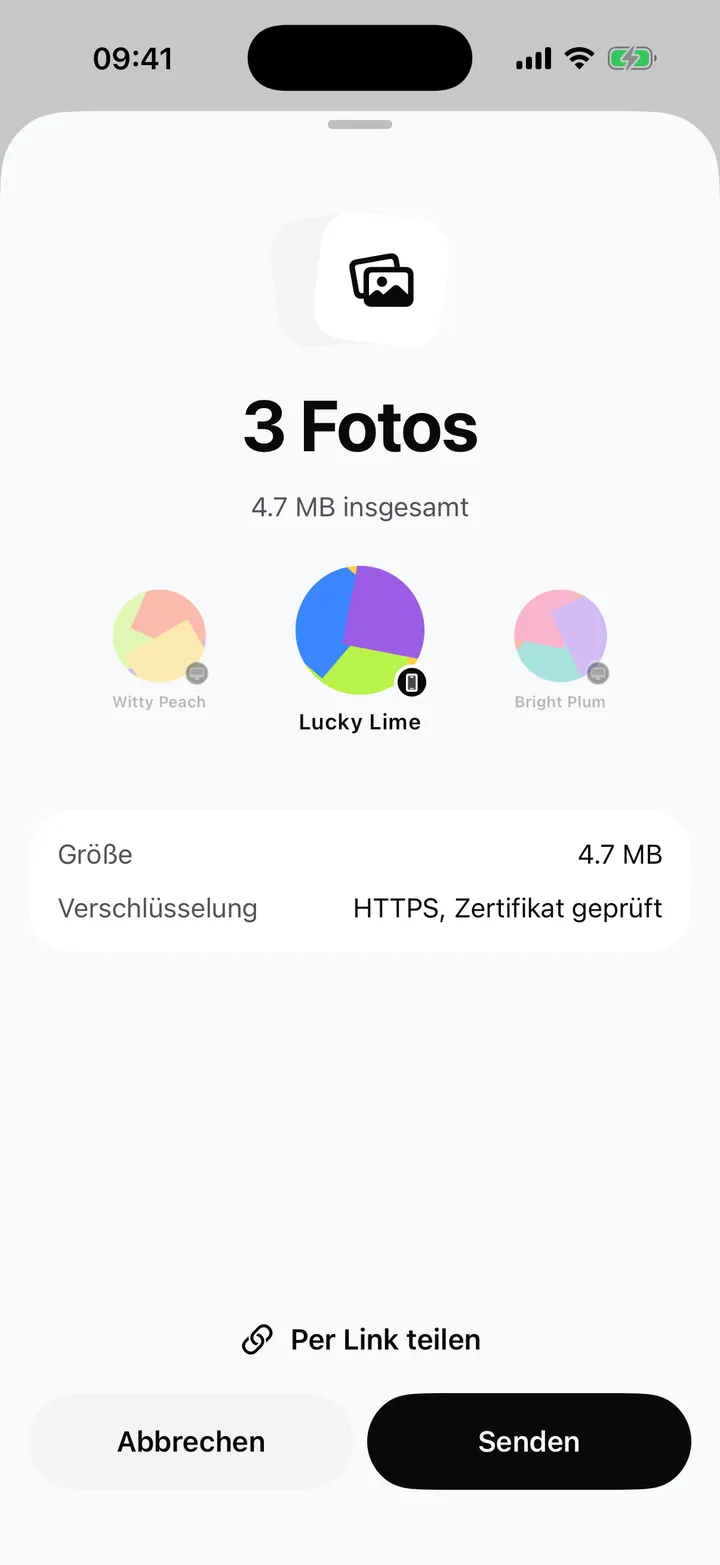 09:41
3 Fotos
4.7 MB insgesamt
Witty Peach
Lucky Lime
Bright Plum
Größe 4.7 MB
Verschlüsselung HTTPS, Zertifikat geprüft
Per Link teilen
Abbrechen Senden